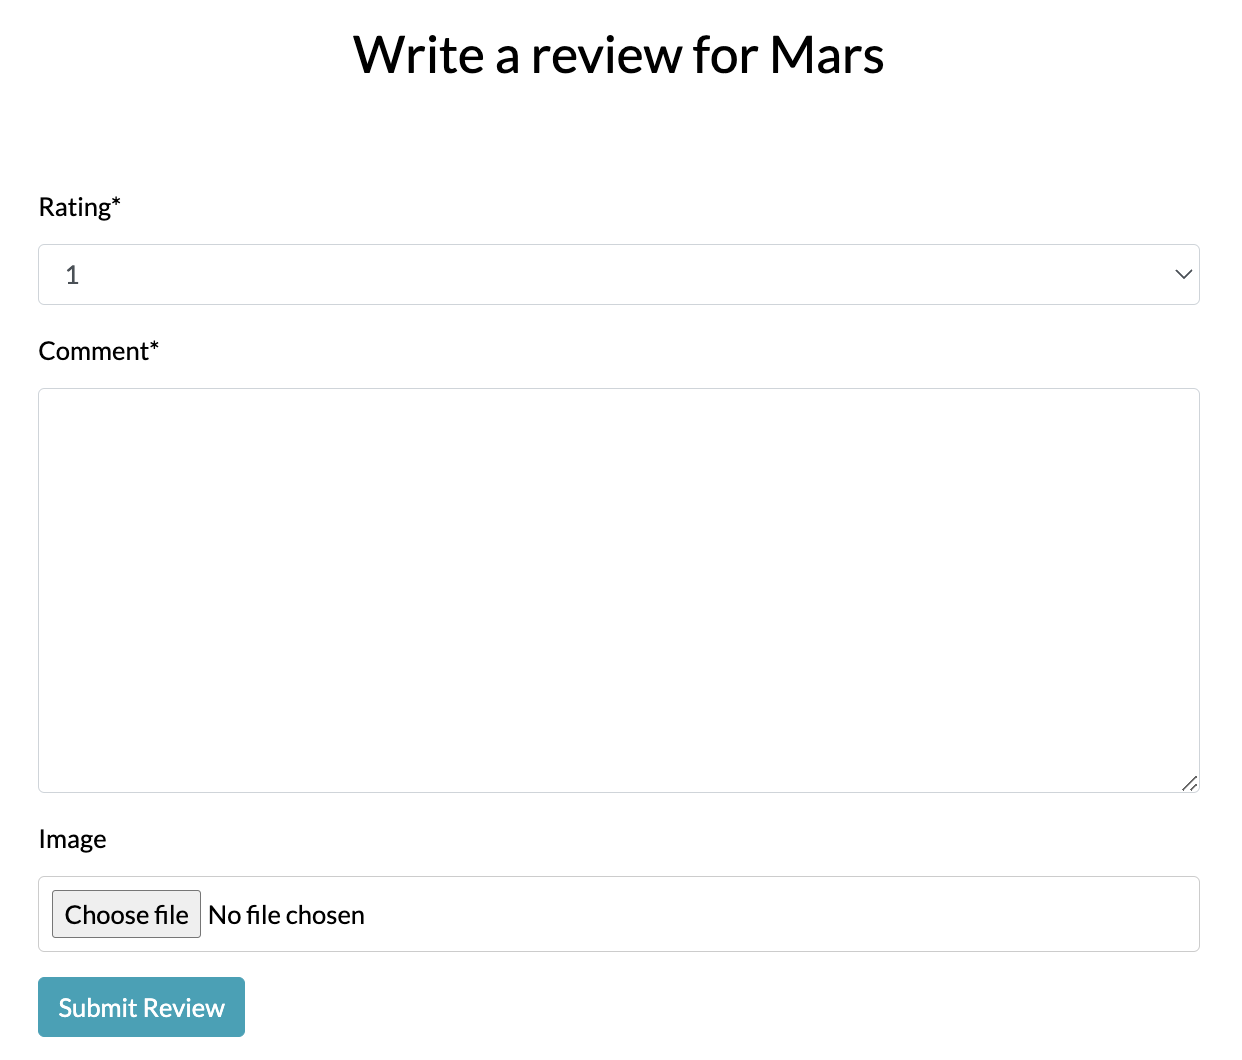 Write a review for Mars
Rating*
1
Comment*
Image
Choose file No file chosen
Submit Review